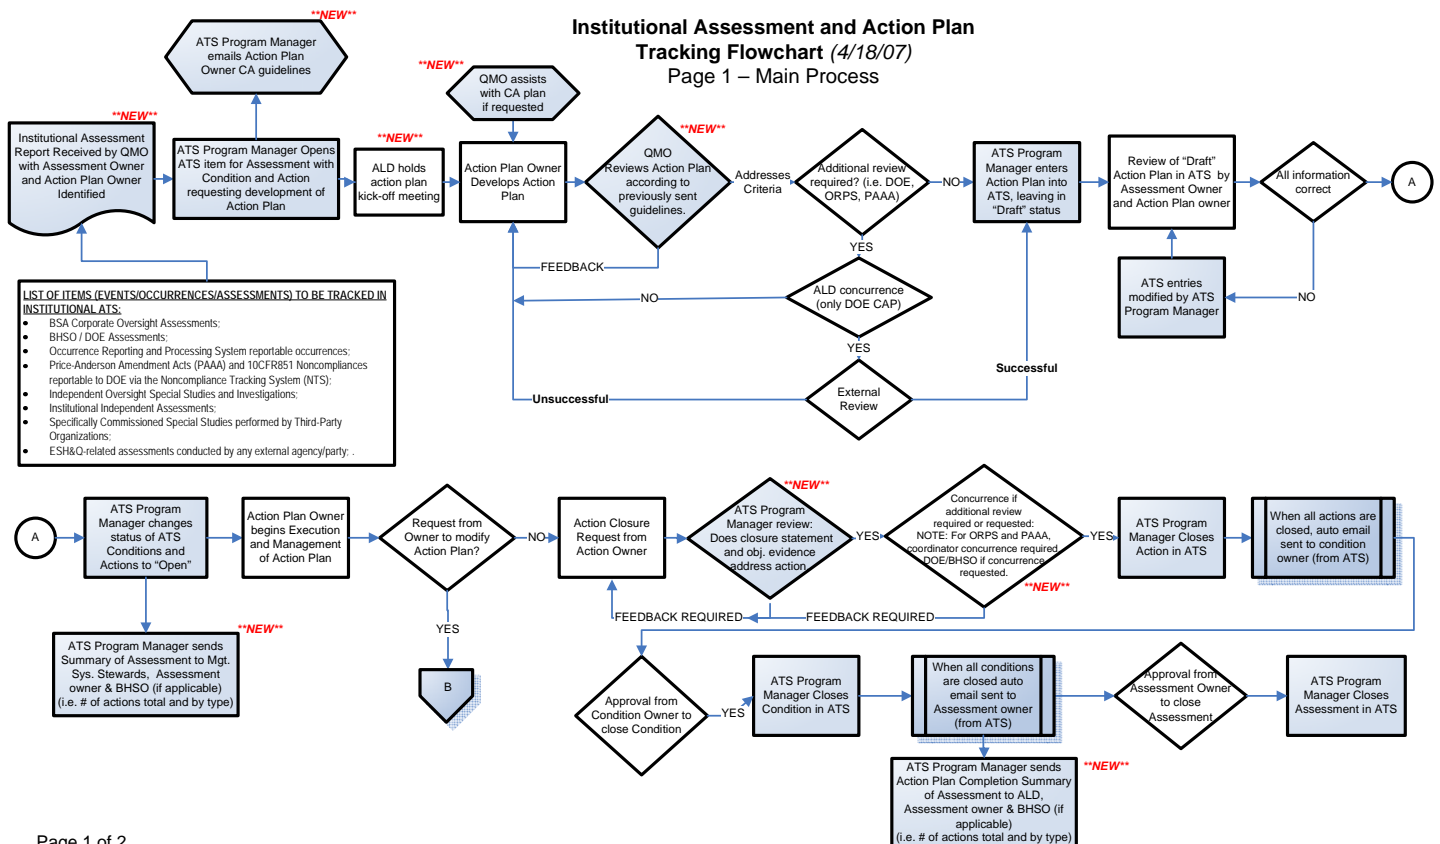 Institutional Assessment and Action Plan
Tracking Flowchart (4/18/07)
Page 1 – Main Process
**NEW**
ATS Program Manager
emails Action Plan
Owner CA guidelines
**NEW**
QMO assists
with CA plan
if requested
**NEW**
Institutional Assessment
Report Received by QMO
with Assessment Owner
and Action Plan Owner
Identified
ATS Program Manager Opens
ATS item for Assessment with
Condition and Action
requesting development of
Action Plan
**NEW**
ALD holds
action plan
kick-off meeting
Action Plan Owner
Develops Action
Plan
**NEW**
QMO
Reviews Action Plan
according to
previously sent
guidelines.
Addresses
Criteria
Additional review
required? (i.e. DOE,
ORPS, PAAA)
NO
ATS Program
Manager enters
Action Plan into
ATS, leaving in
"Draft" status
Review of "Draft"
Action Plan in ATS by
Assessment Owner
and Action Plan owner
All information
correct
A
YES
FEEDBACK
ALD concurrence
(only DOE CAP)
NO
ATS entries
modified by ATS
Program Manager
NO
YES
External
Review
Successful
Unsuccessful
LIST OF ITEMS (EVENTS/OCCURRENCES/ASSESSMENTS) TO BE TRACKED IN
INSTITUTIONAL ATS:
• BSA Corporate Oversight Assessments;
• BHSO / DOE Assessments;
• Occurrence Reporting and Processing System reportable occurrences;
• Price-Anderson Amendment Acts (PAAA) and 10CFR851 Noncompliances
reportable to DOE via the Noncompliance Tracking System (NTS);
• Independent Oversight Special Studies and Investigations;
• Institutional Independent Assessments;
• Specifically Commissioned Special Studies performed by Third-Party
Organizations;
• ESH&Q-related assessments conducted by any external agency/party; .
A
ATS Program
Manager changes
status of ATS
Conditions and
Actions to "Open"
Action Plan Owner
begins Execution
and Management
of Action Plan
Request from
Owner to modify
Action Plan?
NO
Action Closure
Request from
Action Owner
**NEW**
ATS Program
Manager review:
Does closure statement
and obj. evidence
address action.
YES
Concurrence if
additional review
required or requested:
NOTE: For ORPS and PAAA,
coordinator concurrence required.
DOE/BHSO if concurrence
requested.
**NEW**
YES
ATS Program
Manager Closes
Action in ATS
When all actions are
closed, auto email
sent to condition
owner (from ATS)
FEEDBACK REQUIRED
FEEDBACK REQUIRED
YES
B
**NEW**
ATS Program Manager sends
Summary of Assessment to Mgt.
Sys. Stewards, Assessment
owner & BHSO (if applicable)
(i.e. # of actions total and by type)
Approval from
Condition Owner to
close Condition
YES
ATS Program
Manager Closes
Condition in ATS
When all conditions
are closed auto
email sent to
Assessment owner
(from ATS)
Approval from
Assessment Owner
to close
Assessment
ATS Program
Manager Closes
Assessment in ATS
**NEW**
ATS Program Manager sends
Action Plan Completion Summary
of Assessment to ALD,
Assessment owner & BHSO (if
applicable)
(i.e. # of actions total and by type)
Page 1 of 2